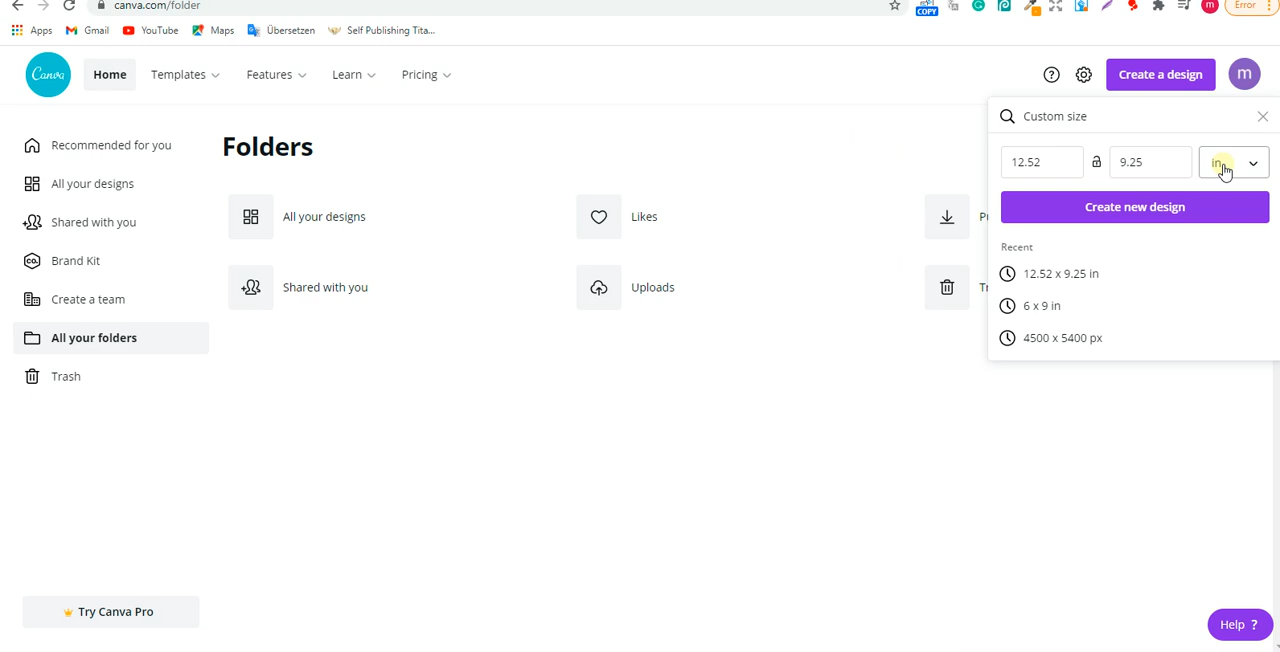 canva.com/folder
COPY
m
Error
Apps
Gmail
YouTube
Maps
Übersetzen
Self Publishing Tita...
Canva
Home
Templates
Features
Learn
Pricing
?
Create a design
m
Custom size
12.52
9.25
in
Create new design
Recent
12.52 x 9.25 in
6 x 9 in
4500 x 5400 px
Recommended for you
All your designs
Shared with you
Brand Kit
Create a team
All your folders
Trash
Folders
All your designs
Likes
Shared with you
Uploads
Try Canva Pro
Help ?